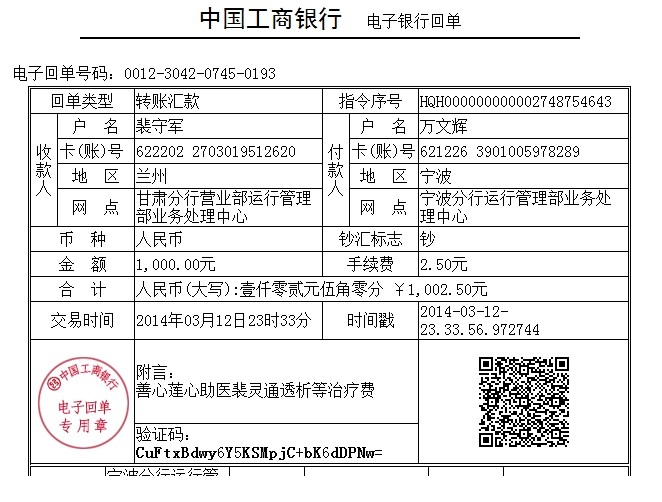 中国工商银行 电子银行回单
电子回单号码：0012-3042-0745-0193
回单类型 转账汇款 指令序号 HQH000000000002748754643
收款人 户 名 裴守军 付款人 户 名 万文辉
卡(账)号 622202 2703019512620 卡(账)号 621226 3901005978289
地 区 兰州 地 区 宁波
网 点 甘肃分行营业部运行管理 网 点 宁波分行运行管理部业务处
部业务处理中心 理中心
币 种 人民币 钞汇标志 钞
金 额 1,000.00元 手续费 2.50元
合 计 人民币(大写):壹仟零贰元伍角零分 ￥1,002.50元
交易时间 2014年03月12日23时33分 时间戳 2014-03-12-
23.33.56.972744
中国工商银行
电子回单
专用章
附言：
善心莲心助医裴灵通透析等治疗费
验证码：
CuFtxBdwy6Y5KSMpjC+bK6dDPNw=
宁波分行运行管